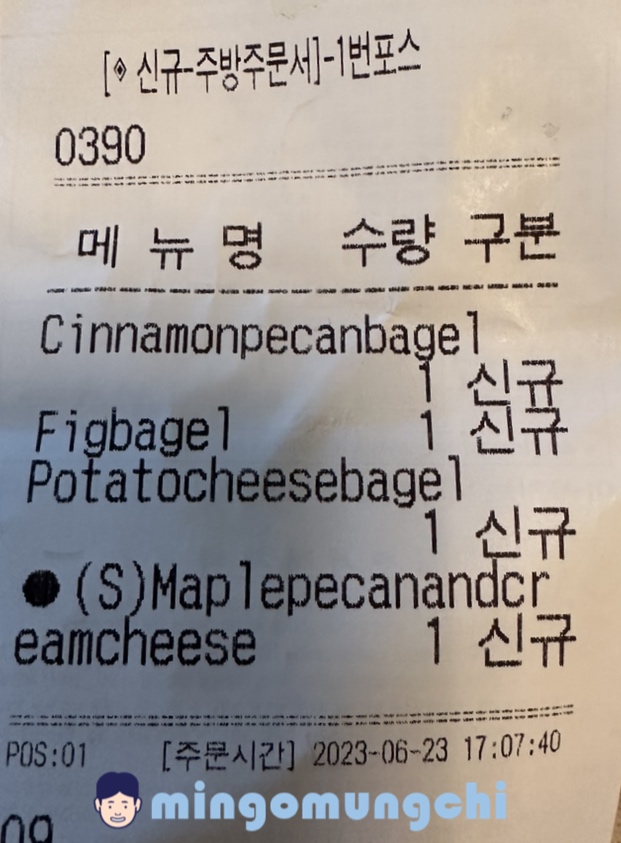 [◈ 신규-주방주문서]-1번포스
0390
메 뉴 명 수량 구분
Cinnamonpecanbagel
1 신규
Figbagel 1 신규
Potatocheesebagel
1 신규
●(S)Maplepecanandcr
eamcheese 1 신규
POS:01 [주문시간] 2023-06-23 17:07:40
mingomungchi